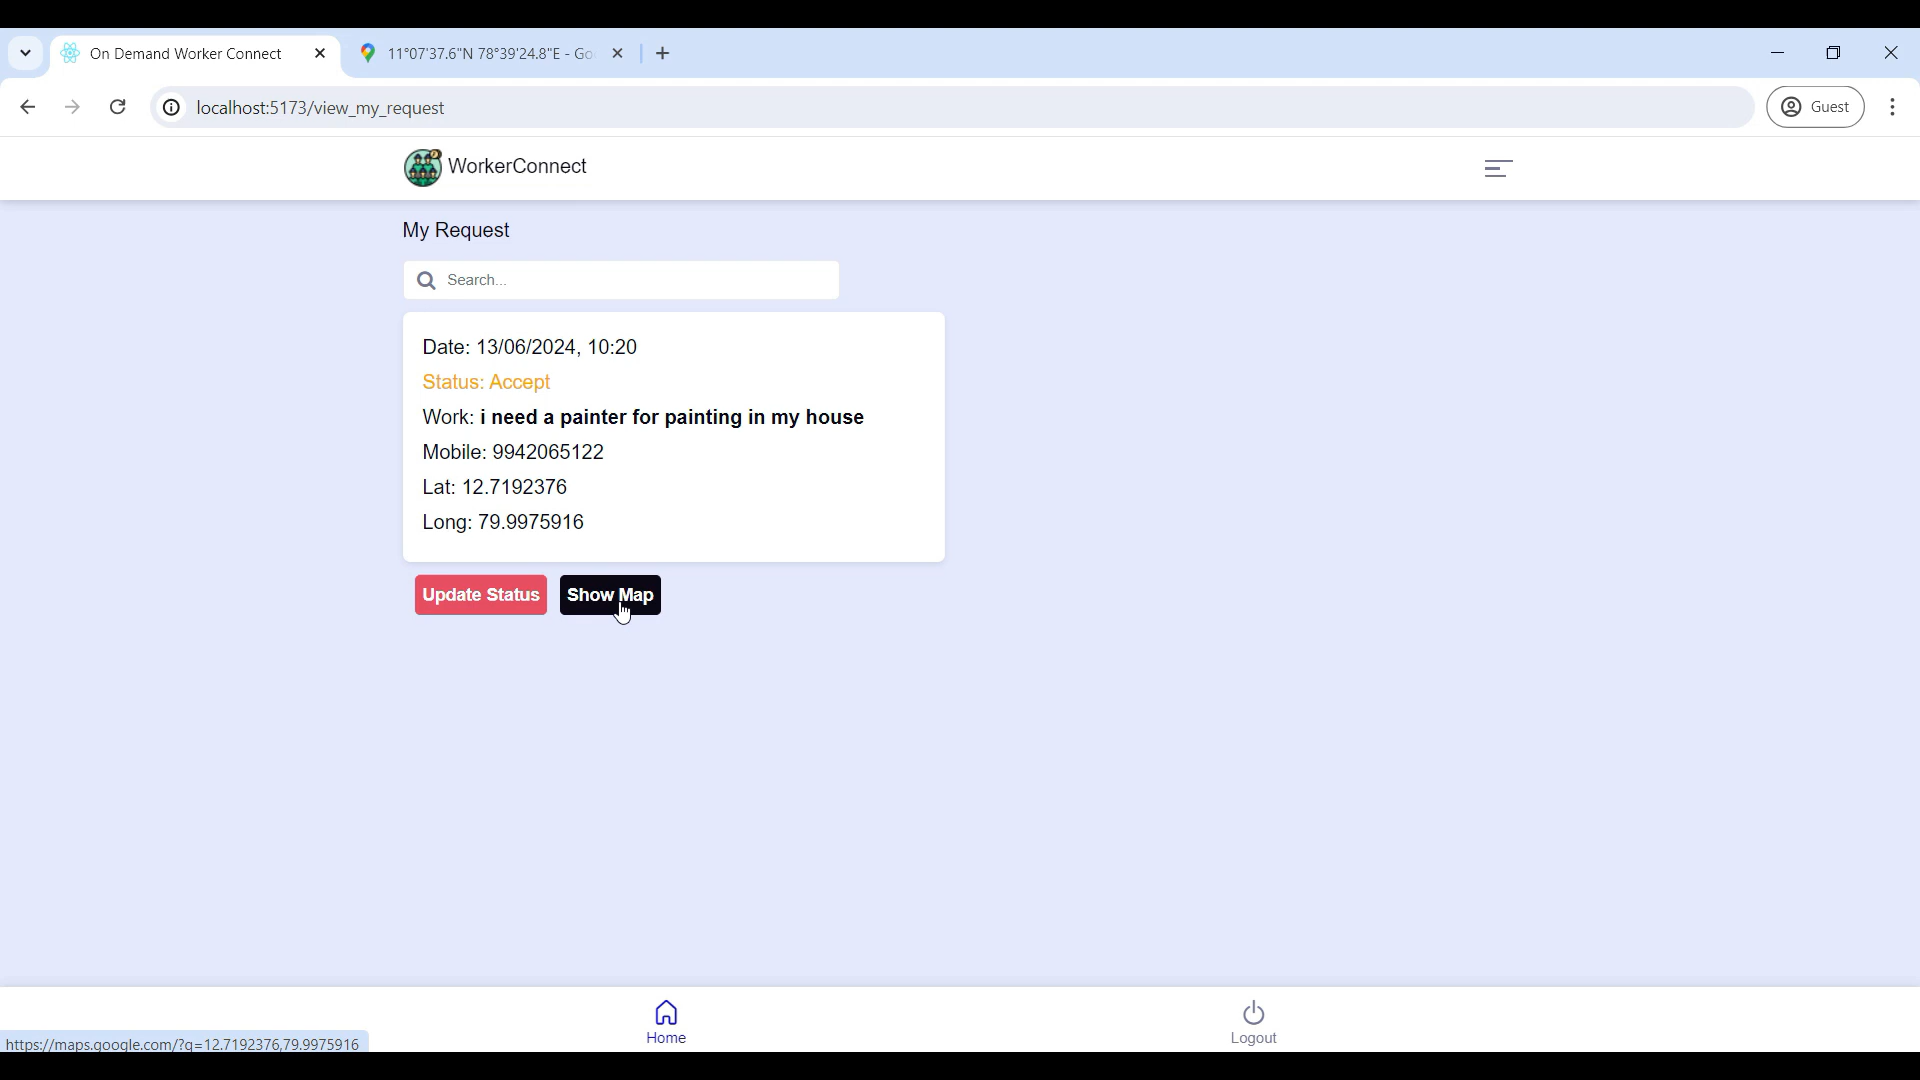 On Demand Worker Connect
11°07'37.6"N 78°39'24.8"E - Go
localhost:5173/view_my_request
Guest
WorkerConnect
My Request
Search...
Date: 13/06/2024, 10:20
Status: Accept
Work: i need a painter for painting in my house
Mobile: 9942065122
Lat: 12.7192376
Long: 79.9975916
Update Status
Show Map
Home
Logout
https://maps.google.com/?q=12.7192376,79.9975916